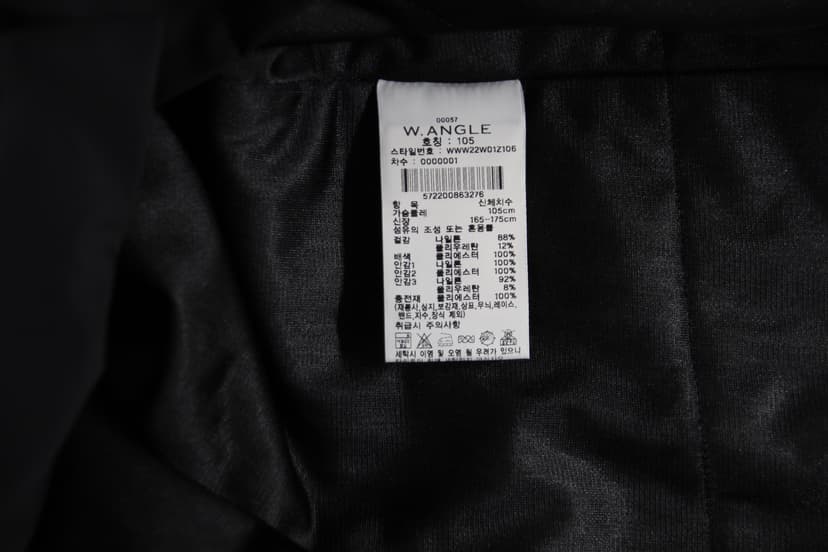 00057
W.ANGLE
호칭 : 105
스타일번호 : WWW22W01Z106
차수 : 0000001
572200863276
항 목 신체치수
가슴둘레 105cm
신장 165-175cm
섬유의 조성 또는 혼용률
겉감 나일론 88%
폴리우레탄 12%
배색 폴리에스터 100%
안감1 나일론 100%
안감2 폴리에스터 100%
안감3 나일론 92%
폴리우레탄 8%
충전재 폴리에스터 100%
(재봉사,심지,보강재,상표,무늬,레이스,
밴드,자수,장식 제외)
취급시 주의사항
세탁시 이염 및 오염 될 우려가 있으니